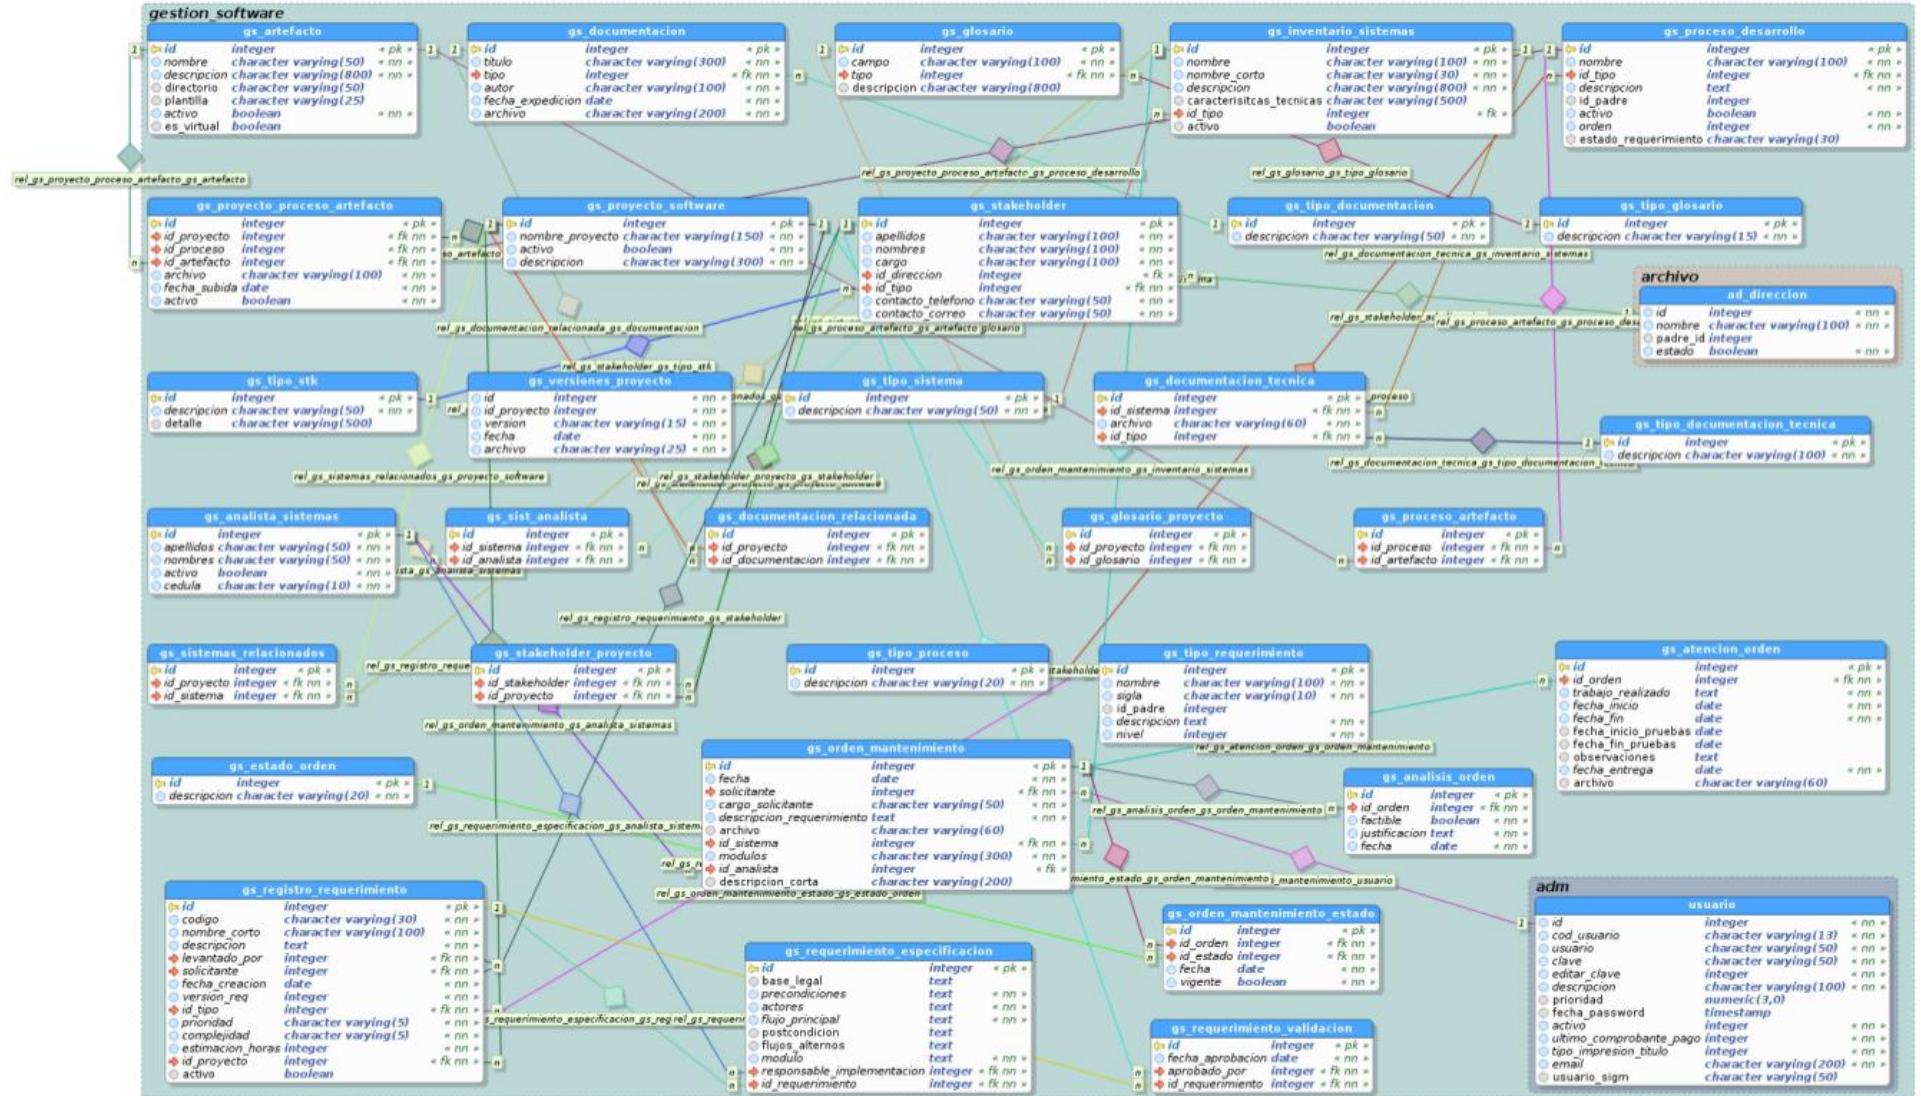 gestion_software
gs_artefacto
id integer « pk »
nombre character varying(50) « nn »
descripcion character varying(800) « nn »
directorio character varying(50)
plantilla character varying(25)
activo boolean « nn »
es_virtual boolean
gs_documentacion
id integer « pk »
titulo character varying(300) « nn »
tipo integer « fk nn »
autor character varying(100) « nn »
fecha_expedicion date « nn »
archivo character varying(200) « nn »
gs_glosario
id integer « pk »
campo character varying(100) « nn »
tipo integer « fk nn »
descripcion character varying(800)
gs_inventario_sistemas
id integer « pk »
nombre character varying(100) « nn »
nombre_corto character varying(30) « nn »
descripcion character varying(800) « nn »
caracterisitcas_tecnicas character varying(500)
id_tipo integer « fk »
activo boolean
gs_proceso_desarrollo
id integer « pk »
nombre character varying(100) « nn »
id_tipo integer « fk nn »
descripcion text « nn »
id_padre integer
activo boolean « nn »
orden integer « nn »
estado_requerimiento character varying(30)
rel_gs_proyecto_proceso_artefacto_gs_artefacto
rel_gs_proyecto_proceso_artefacto_gs_proceso_desarrollo
rel_gs_glosario_gs_tipo_glosario
gs_proyecto_proceso_artefacto
id integer « pk »
id_proyecto integer « fk nn »
id_proceso integer « fk nn »
id_artefacto integer « fk nn »
archivo character varying(100) « nn »
fecha_subida date « nn »
activo boolean « nn »
gs_proyecto_software
id integer « pk »
nombre_proyecto character varying(150) « nn »
activo boolean « nn »
descripcion character varying(300) « nn »
gs_stakeholder
id integer « pk »
apellidos character varying(100) « nn »
nombres character varying(100) « nn »
cargo character varying(100) « nn »
id_direccion integer « fk »
id_tipo integer « fk nn »
contacto_telefono character varying(50) « nn »
contacto_correo character varying(50) « nn »
gs_tipo_documentacion
id integer « pk »
descripcion character varying(50) « nn »
gs_tipo_glosario
id integer « pk »
descripcion character varying(15) « nn »
rel_gs_documentacion_tecnica_gs_inventario_sistemas
archivo
ad_direccion
id integer « nn »
nombre character varying(100) « nn »
padre_id integer
estado boolean « nn »
rel_gs_documentacion_relacionada_gs_documentacion
rel_gs_proceso_artefacto_gs_artefacto
glosario
rel_gs_stakeholder_gs_tipo_stk
gs_tipo_stk
id integer « pk »
descripcion character varying(50) « nn »
detalle character varying(500)
gs_versiones_proyecto
id integer « nn »
id_proyecto integer « nn »
version character varying(15) « nn »
fecha date « nn »
archivo character varying(25) « nn »
gs_tipo_sistema
id integer « pk »
descripcion character varying(50) « nn »
gs_documentacion_tecnica
id integer « pk »
id_sistema integer « fk nn »
archivo character varying(60) « nn »
id_tipo integer « fk nn »
_proceso
gs_tipo_documentacion_tecnica
id integer « pk »
descripcion character varying(100) « nn »
rel_gs_sistemas_relacionados_gs_proyecto_software
rel_gs_stakeholder_proyecto_gs_stakeholder
rel_gs_orden_mantenimiento_gs_inventario_sistemas
rel_gs_documentacion_tecnica_gs_tipo_documentacion
gs_analista_sistemas
id integer « pk »
apellidos character varying(50) « nn »
nombres character varying(50) « nn »
activo boolean « nn »
cedula character varying(10) « nn »
gs_sist_analista
id integer « pk »
id_sistema integer « fk nn »
id_analista integer « fk nn »
gs_documentacion_relacionada
id integer « pk »
id_proyecto integer « fk nn »
id_documentacion integer « fk nn »
gs_glosario_proyecto
id integer « pk »
id_proyecto integer « fk nn »
id_glosario integer « fk nn »
gs_proceso_artefacto
id integer « pk »
id_proceso integer « fk nn »
id_artefacto integer « fk nn »
rel_gs_registro_requerimiento_gs_stakeholder
gs_sistemas_relacionados
id integer « pk »
id_proyecto integer « fk nn »
id_sistema integer « fk nn »
rel_gs_registro_reque
gs_stakeholder_proyecto
id integer « pk »
id_stakeholder integer « fk nn »
id_proyecto integer « fk nn »
gs_tipo_proceso
id integer « pk »
descripcion character varying(20) « nn »
stakeholde
gs_tipo_requerimiento
id integer « pk »
nombre character varying(100) « nn »
sigla character varying(10) « nn »
id_padre integer
descripcion text « nn »
nivel integer « nn »
gs_atencion_orden
id integer « pk »
id_orden integer « fk nn »
trabajo_realizado text « nn »
fecha_inicio date « nn »
fecha_fin date « nn »
fecha_inicio_pruebas date
fecha_fin_pruebas date
observaciones text
fecha_entrega date « nn »
archivo character varying(60)
rel_gs_orden_mantenimiento_gs_analista_sistemas
rel_gs_atencion_orden_gs_orden_mantenimiento
gs_estado_orden
id integer « pk »
descripcion character varying(20) « nn »
gs_orden_mantenimiento
id integer « pk »
fecha date « nn »
solicitante integer « fk nn »
cargo_solicitante character varying(50) « nn »
descripcion_requerimiento text « nn »
archivo character varying(60)
id_sistema integer « fk nn »
modulos character varying(300) « nn »
id_analista integer « fk »
descripcion_corta character varying(200)
gs_analisis_orden
id integer « pk »
id_orden integer « fk nn »
factible boolean « nn »
justificacion text « nn »
fecha date « nn »
rel_gs_analisis_orden_gs_orden_mantenimiento
rel_gs_requerimiento_especificacion_gs_analista_sistem
miento_estado_gs_orden_mantenimiento
_mantenimiento_usuario
rel_gs_orden_mantenimiento_estado_gs_estado_orden
gs_registro_requerimiento
id integer « pk »
codigo character varying(30) « nn »
nombre_corto character varying(100) « nn »
descripcion text « nn »
levantado_por integer « fk nn »
solicitante integer « fk nn »
fecha_creacion date « nn »
version_req integer « nn »
id_tipo integer « fk nn »
prioridad character varying(5) « nn »
complejidad character varying(5) « nn »
estimacion_horas integer « nn »
id_proyecto integer « fk nn »
activo boolean
s_requerimiento_especificacion_gs_reg
rel_gs_requeri
gs_requerimiento_especificacion
id integer « pk »
base_legal text
precondiciones text « nn »
actores text « nn »
flujo_principal text « nn »
postcondicion text
flujos_alternos text
modulo text « nn »
responsable_implementacion integer « fk nn »
id_requerimiento integer « fk nn »
gs_orden_mantenimiento_estado
id integer « pk »
id_orden integer « fk nn »
id_estado integer « fk nn »
fecha date « nn »
vigente boolean « nn »
gs_requerimiento_validacion
id integer « pk »
fecha_aprobacion date « nn »
aprobado_por integer « fk nn »
id_requerimiento integer « fk nn »
adm
usuario
id integer « nn »
cod_usuario character varying(13) « nn »
usuario character varying(50) « nn »
clave character varying(50) « nn »
editar_clave integer « nn »
descripcion character varying(100) « nn »
prioridad numeric(3,0)
fecha_password timestamp
activo integer « nn »
ultimo_comprobante_pago integer « nn »
tipo_impresion_titulo integer « nn »
email character varying(200) « nn »
usuario_sigm character varying(50)